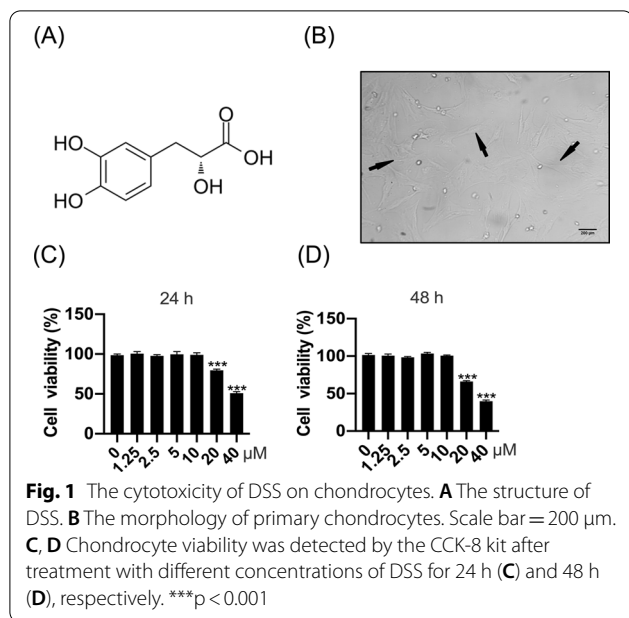 (A)
(B)
HO
HO
O
OH
OH
200 µm
(C)
(D)
24 h
48 h
Cell viability (%)
150
100
50
0
***
***
0
1.25
2.5
5
10
20
40
µM
Cell viability (%)
150
100
50
0
***
***
0
1.25
2.5
5
10
20
40
µM
Fig. 1 The cytotoxicity of DSS on chondrocytes. A The structure of
DSS. B The morphology of primary chondrocytes. Scale bar = 200 µm.
C, D Chondrocyte viability was detected by the CCK-8 kit after
treatment with different concentrations of DSS for 24 h (C) and 48 h
(D), respectively. ***p < 0.001